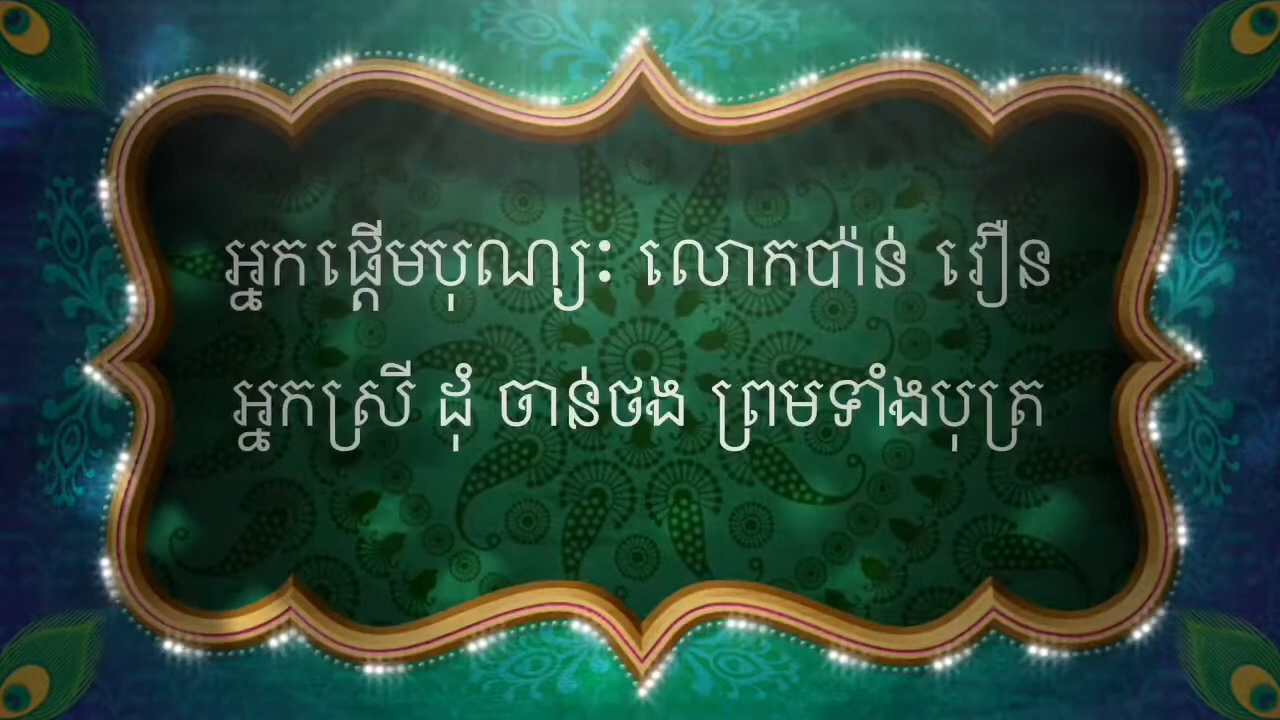 អ្នកផ្ដើមបុណ្យៈ លោកប៉ាន់ វឿន
អ្នកស្រី ដុំ ចាន់ថង ព្រមទាំងបុត្រ